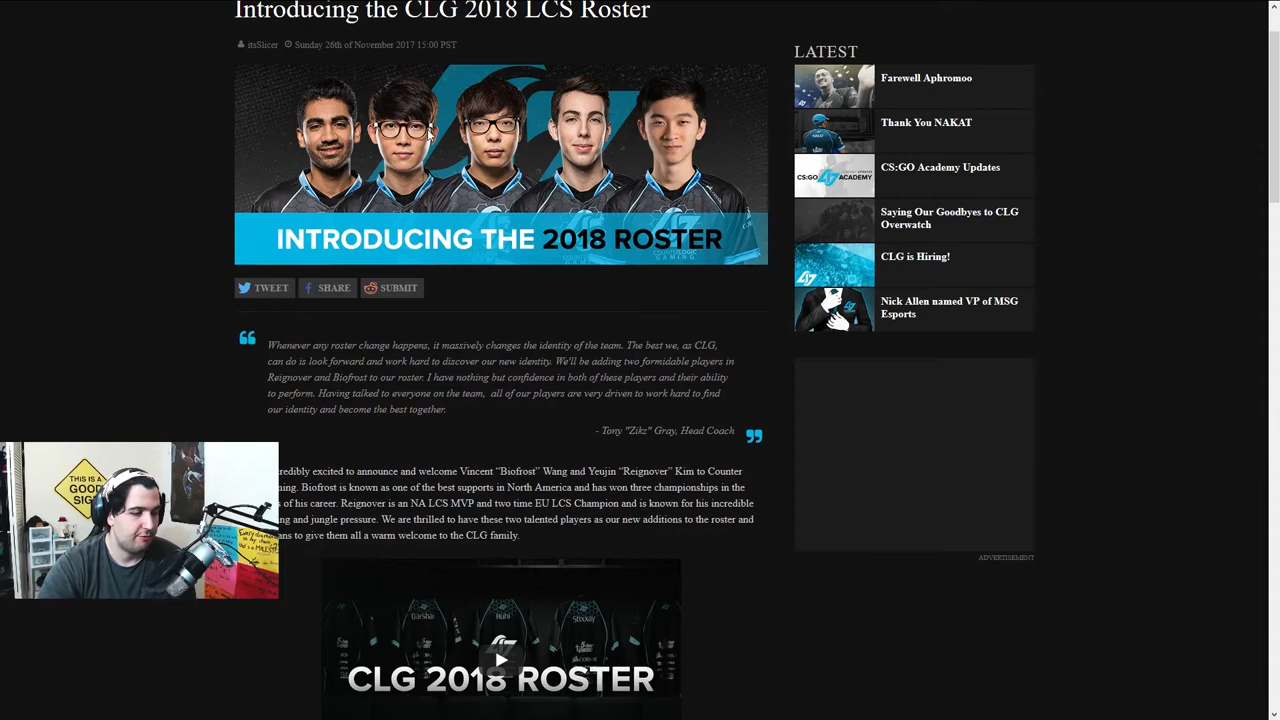 Introducing the CLG 2018 LCS Roster
itsSlicer Sunday 26th of November 2017 15:00 PST
INTRODUCING THE 2018 ROSTER
TWEET SHARE SUBMIT
Whenever any roster change happens, it massively changes the identity of the team. The best we, as CLG,
can do is look forward and work hard to discover our new identity. We'll be adding two formidable players in
Reignover and Biofrost to our roster. I have nothing but confidence in both of these players and their ability
to perform. Having talked to everyone on the team, all of our players are very driven to work hard to find
our identity and become the best together.
- Tony "Zikz" Gray, Head Coach
redibly excited to announce and welcome Vincent “Biofrost” Wang and Yeujin “Reignover” Kim to Counter
ning. Biofrost is known as one of the best supports in North America and has won three championships in the
s of his career. Reignover is an NA LCS MVP and two time EU LCS Champion and is known for his incredible
ng and jungle pressure. We are thrilled to have these two talented players as our new additions to the roster and
ans to give them all a warm welcome to the CLG family.
Darshan Huhi Stixxay
CLG 2018 ROSTER
LATEST
Farewell Aphromoo
Thank You NAKAT
CS:GO ACADEMY
CS:GO Academy Updates
Saying Our Goodbyes to CLG
Overwatch
CLG is Hiring!
Nick Allen named VP of MSG
Esports
ADVERTISEMENT
THIS IS A
GOOD
SIGN